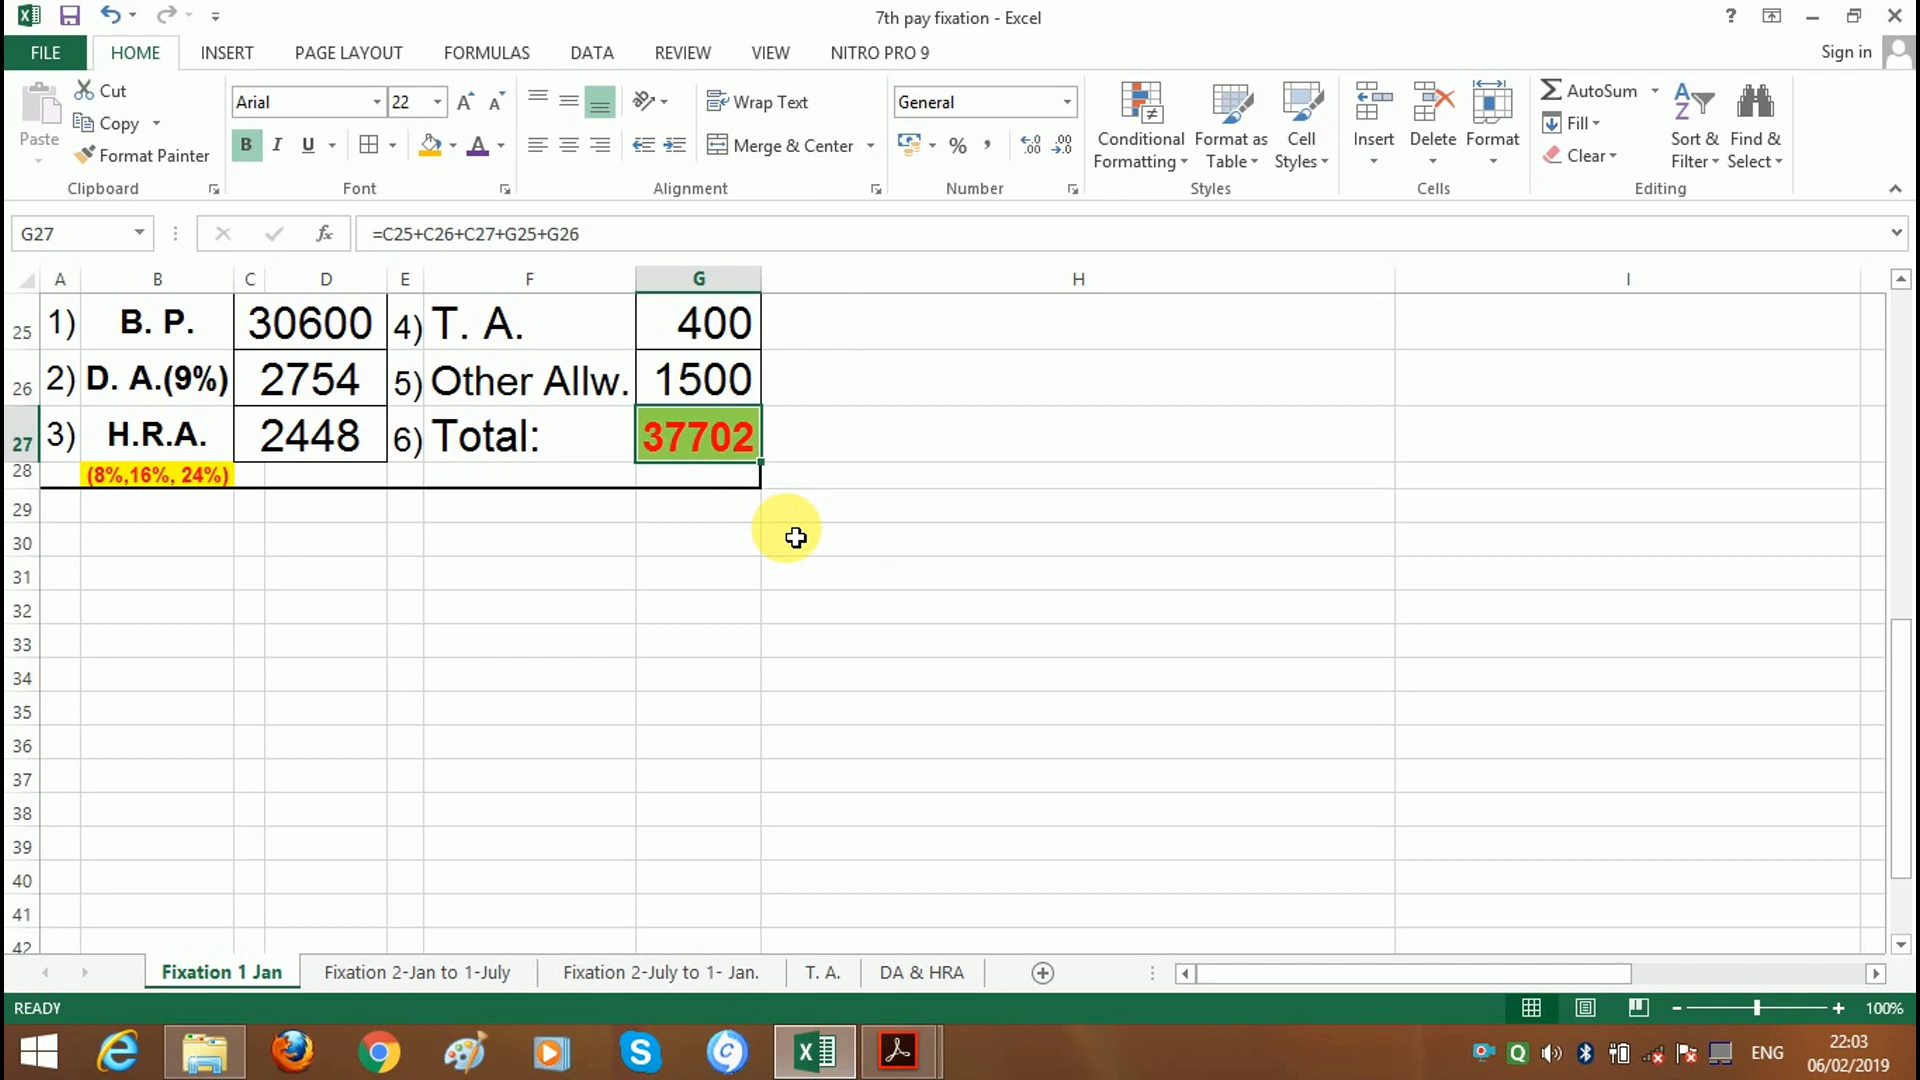 7th pay fixation - Excel
?
FILE HOME INSERT PAGE LAYOUT FORMULAS DATA REVIEW VIEW NITRO PRO 9 Sign in
Paste
Cut
Copy
Format Painter
Clipboard
Arial 22
B I U
Font
Wrap Text
Merge & Center
Alignment
General
%
Number
Conditional Formatting
Format as Table
Cell Styles
Styles
Insert
Delete
Format
Cells
AutoSum
Fill
Clear
Sort & Filter
Find & Select
Editing
G27 fx =C25+C26+C27+G25+G26
A B C D E F G H I
25 1) B. P. 30600 4) T. A. 400
26 2) D. A.(9%) 2754 5) Other Allw. 1500
27 3) H.R.A. 2448 6) Total: 37702
28 (8%,16%, 24%)
29
30
31
32
33
34
35
36
37
38
39
40
41
42
Fixation 1 Jan Fixation 2-Jan to 1-July Fixation 2-July to 1- Jan. T. A. DA & HRA
READY 100%
ENG
22:03
06/02/2019